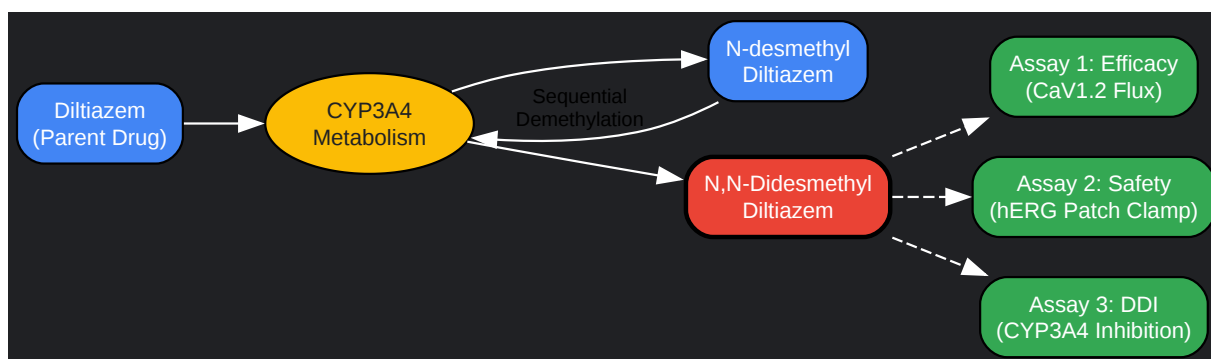 Diltiazem
(Parent Drug)
CYP3A4
Metabolism
N-desmethyl
Diltiazem
Sequential
Demethylation
N,N-Didesmethyl
Diltiazem
Assay 1: Efficacy
(CaV1.2 Flux)
Assay 2: Safety
(hERG Patch Clamp)
Assay 3: DDI
(CYP3A4 Inhibition)